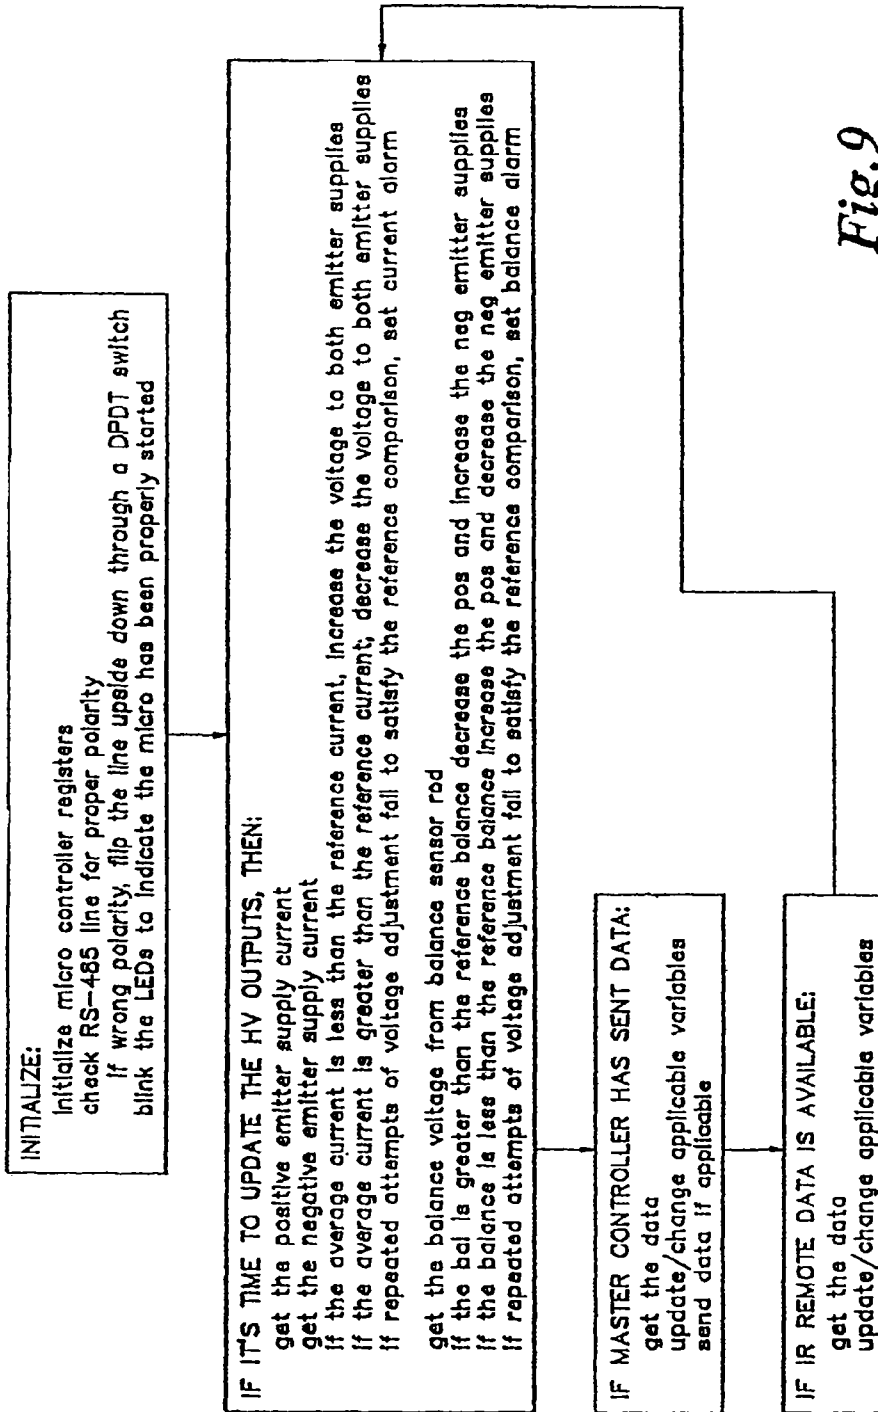 INITIALIZE:
initialize micro controller registers
check RS-485 line for proper polarity
if wrong polarity, flip the line upside down through a DPDT switch
blink the LEDs to indicate the micro has been properly started
IF IT'S TIME TO UPDATE THE HV OUTPUTS, THEN:
get the positive emitter supply current
get the negative emitter supply current
if the average current is less than the reference current, increase the voltage to both emitter supplies
if the average current is greater than the reference current, decrease the voltage to both emitter supplies
if repeated attempts of voltage adjustment fail to satisfy the reference comparison, set current alarm
get the balance voltage from balance sensor rod
if the bal is greater than the reference balance decrease the pos and increase the neg emitter supplies
if the balance is less than the reference balance increase the pos and decrease the neg emitter supplies
if repeated attempts of voltage adjustment fail to satisfy the reference comparison, set balance alarm
IF MASTER CONTROLLER HAS SENT DATA:
get the data
update/change applicable variables
send data if applicable
IF IR REMOTE DATA IS AVAILABLE:
get the data
update/change applicable variables
Fig. 9